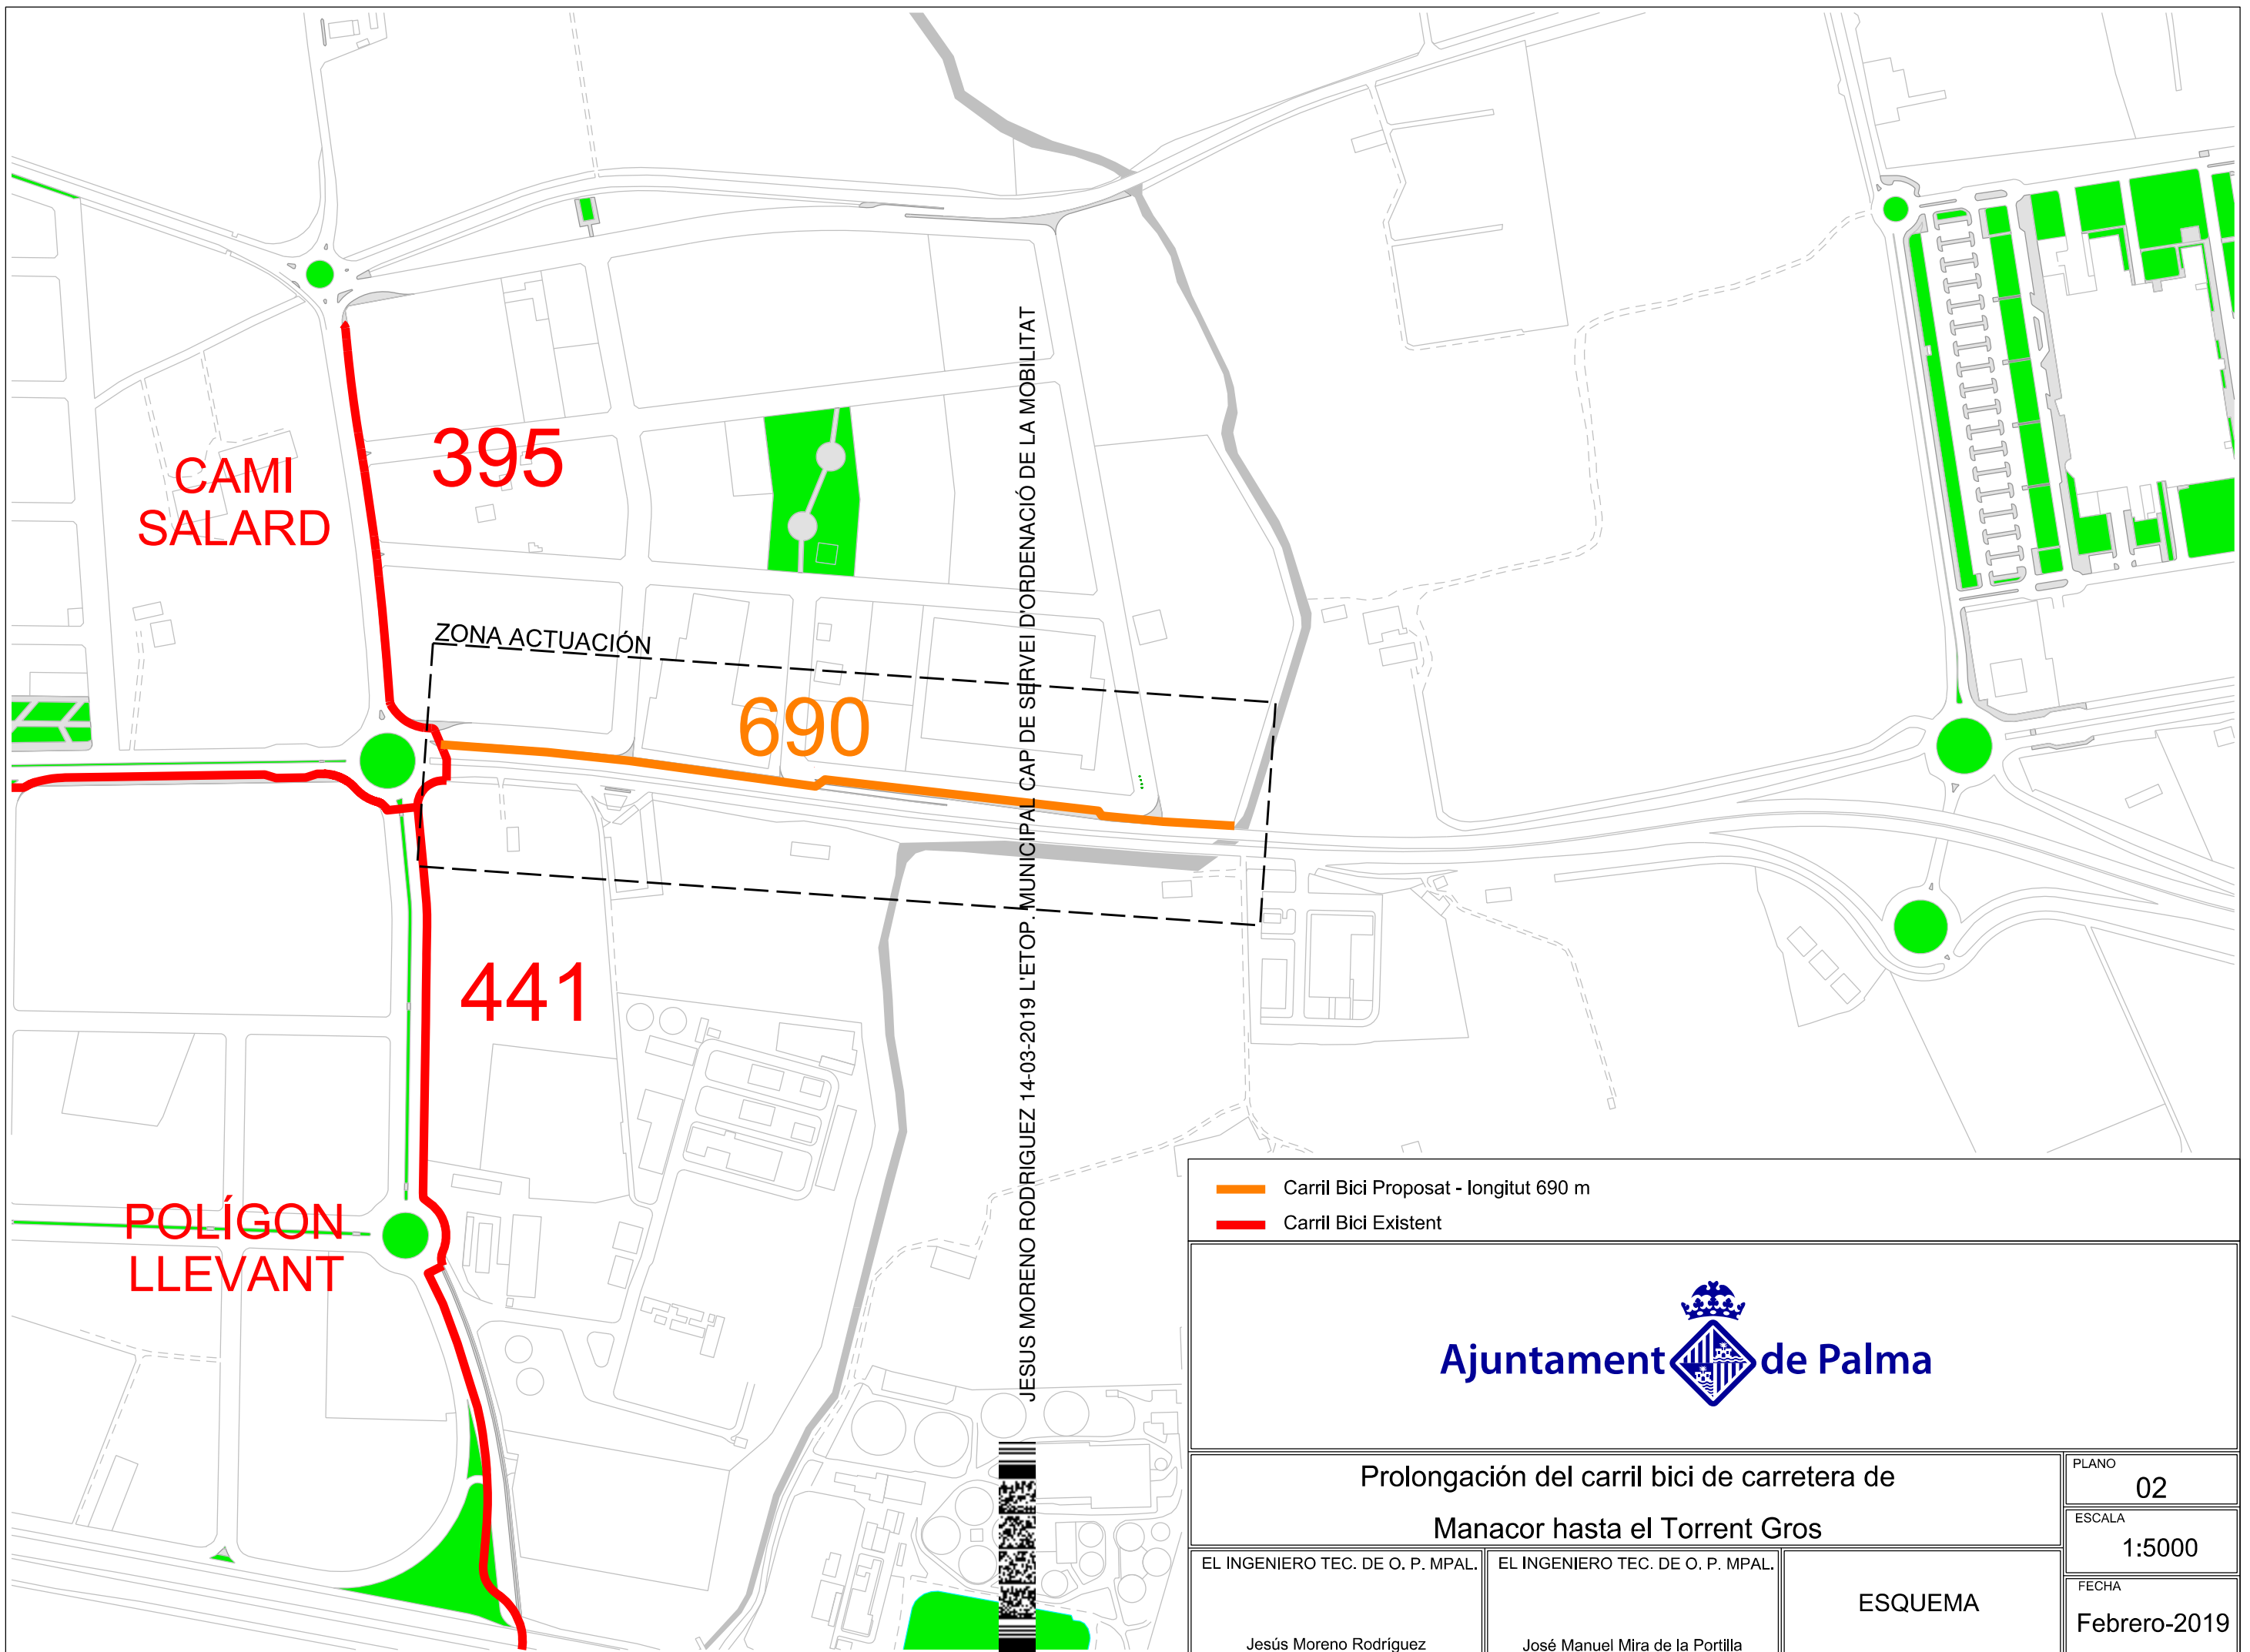 395
CAMI
SALARD
ZONA ACTUACIÓN
690
441
POLÍGON
LLEVANT
JESUS MORENO RODRIGUEZ 14-03-2019 L'ETOP. MUNICIPAL CAP DE SERVEI D'ORDENACIÓ DE LA MOBILITAT
Carril Bici Proposat - longitut 690 m
Carril Bici Existent
Ajuntament de Palma
Prolongación del carril bici de carretera de
Manacor hasta el Torrent Gros
PLANO
02
ESCALA
1:5000
EL INGENIERO TEC. DE O. P. MPAL.
Jesús Moreno Rodríguez
EL INGENIERO TEC. DE O. P. MPAL.
José Manuel Mira de la Portilla
ESQUEMA
FECHA
Febrero-2019